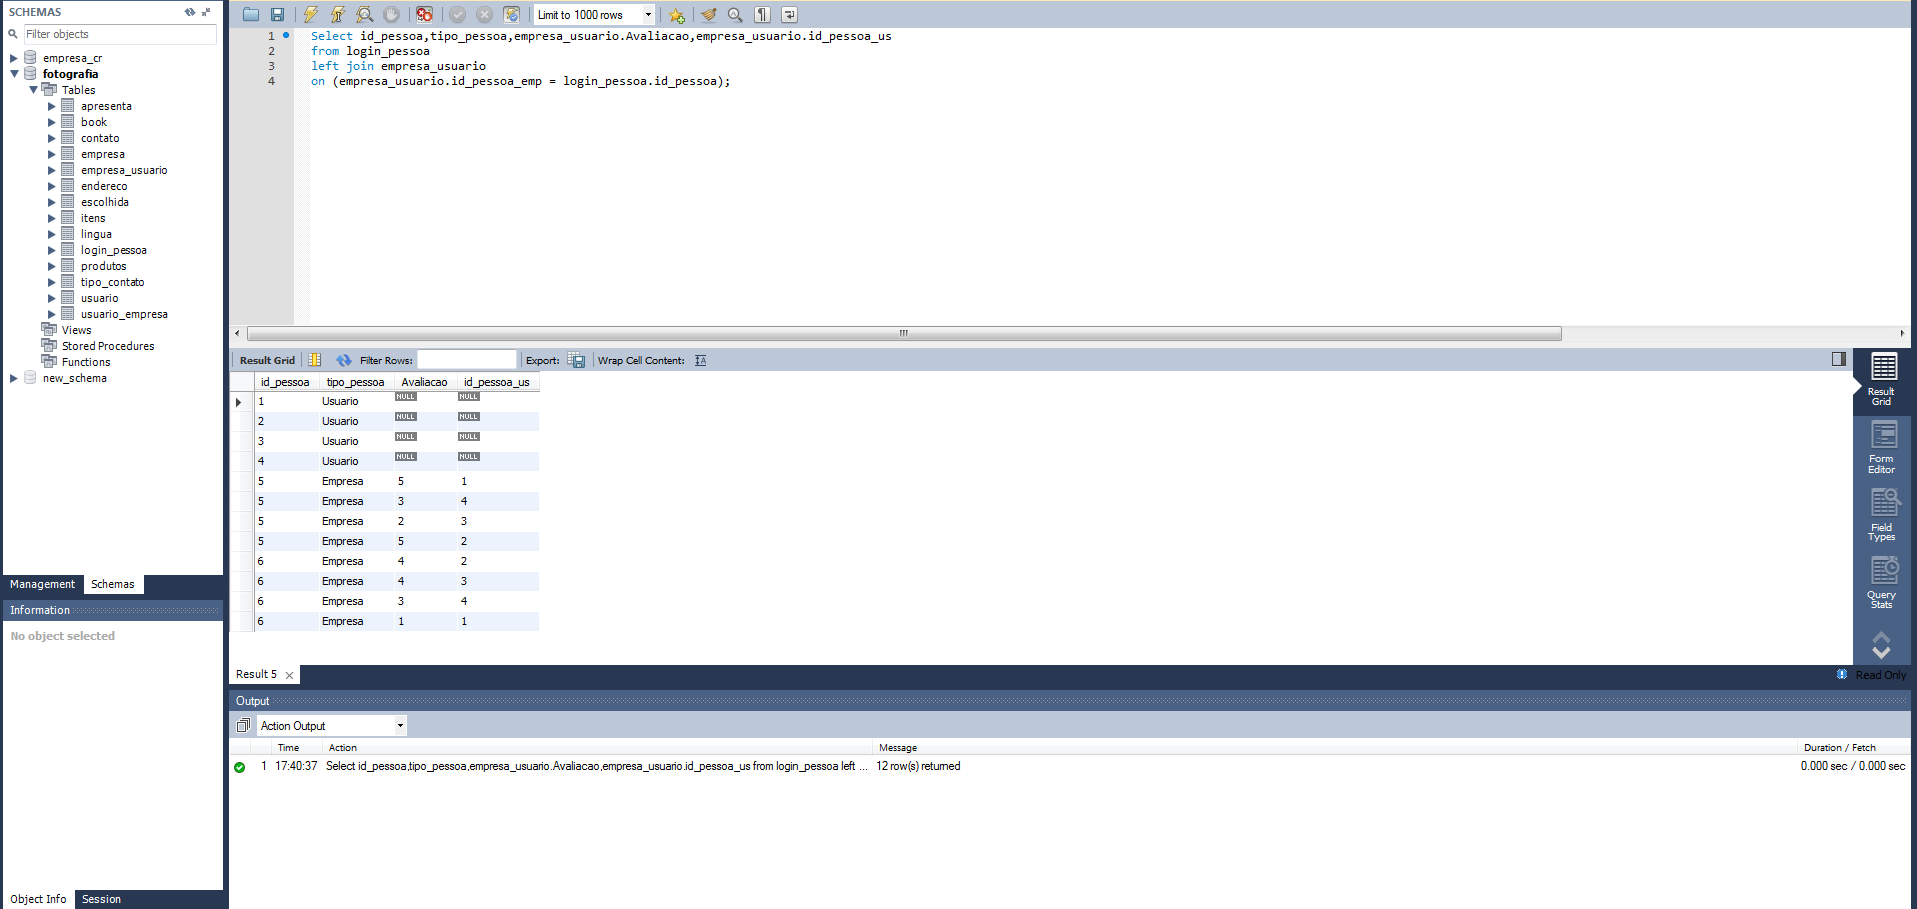 SCHEMAS
Filter objects
empresa_cr
fotografia
Tables
apresenta
book
contato
empresa
empresa_usuario
endereco
escolhida
itens
lingua
login_pessoa
produtos
tipo_contato
usuario
usuario_empresa
Views
Stored Procedures
Functions
new_schema
Management Schemas
Information
No object selected
Object Info Session
Limit to 1000 rows
1 Select id_pessoa,tipo_pessoa,empresa_usuario.Avaliacao,empresa_usuario.id_pessoa_us
2 from login_pessoa
3 left join empresa_usuario
4 on (empresa_usuario.id_pessoa_emp = login_pessoa.id_pessoa);
Result Grid Filter Rows: Export: Wrap Cell Content: IA
id_pessoa tipo_pessoa Avaliacao id_pessoa_us
1 Usuario NULL NULL
2 Usuario NULL NULL
3 Usuario NULL NULL
4 Usuario NULL NULL
5 Empresa 5 1
5 Empresa 3 4
5 Empresa 2 3
5 Empresa 5 2
6 Empresa 4 2
6 Empresa 4 3
6 Empresa 3 4
6 Empresa 1 1
Result
Grid
Form
Editor
Field
Types
Query
Stats
Result 5
Read Only
Output
Action Output
Time Action Message Duration / Fetch
1 17:40:37 Select id_pessoa,tipo_pessoa,empresa_usuario.Avaliacao,empresa_usuario.id_pessoa_us from login_pessoa left ... 12 row(s) returned 0.000 sec / 0.000 sec